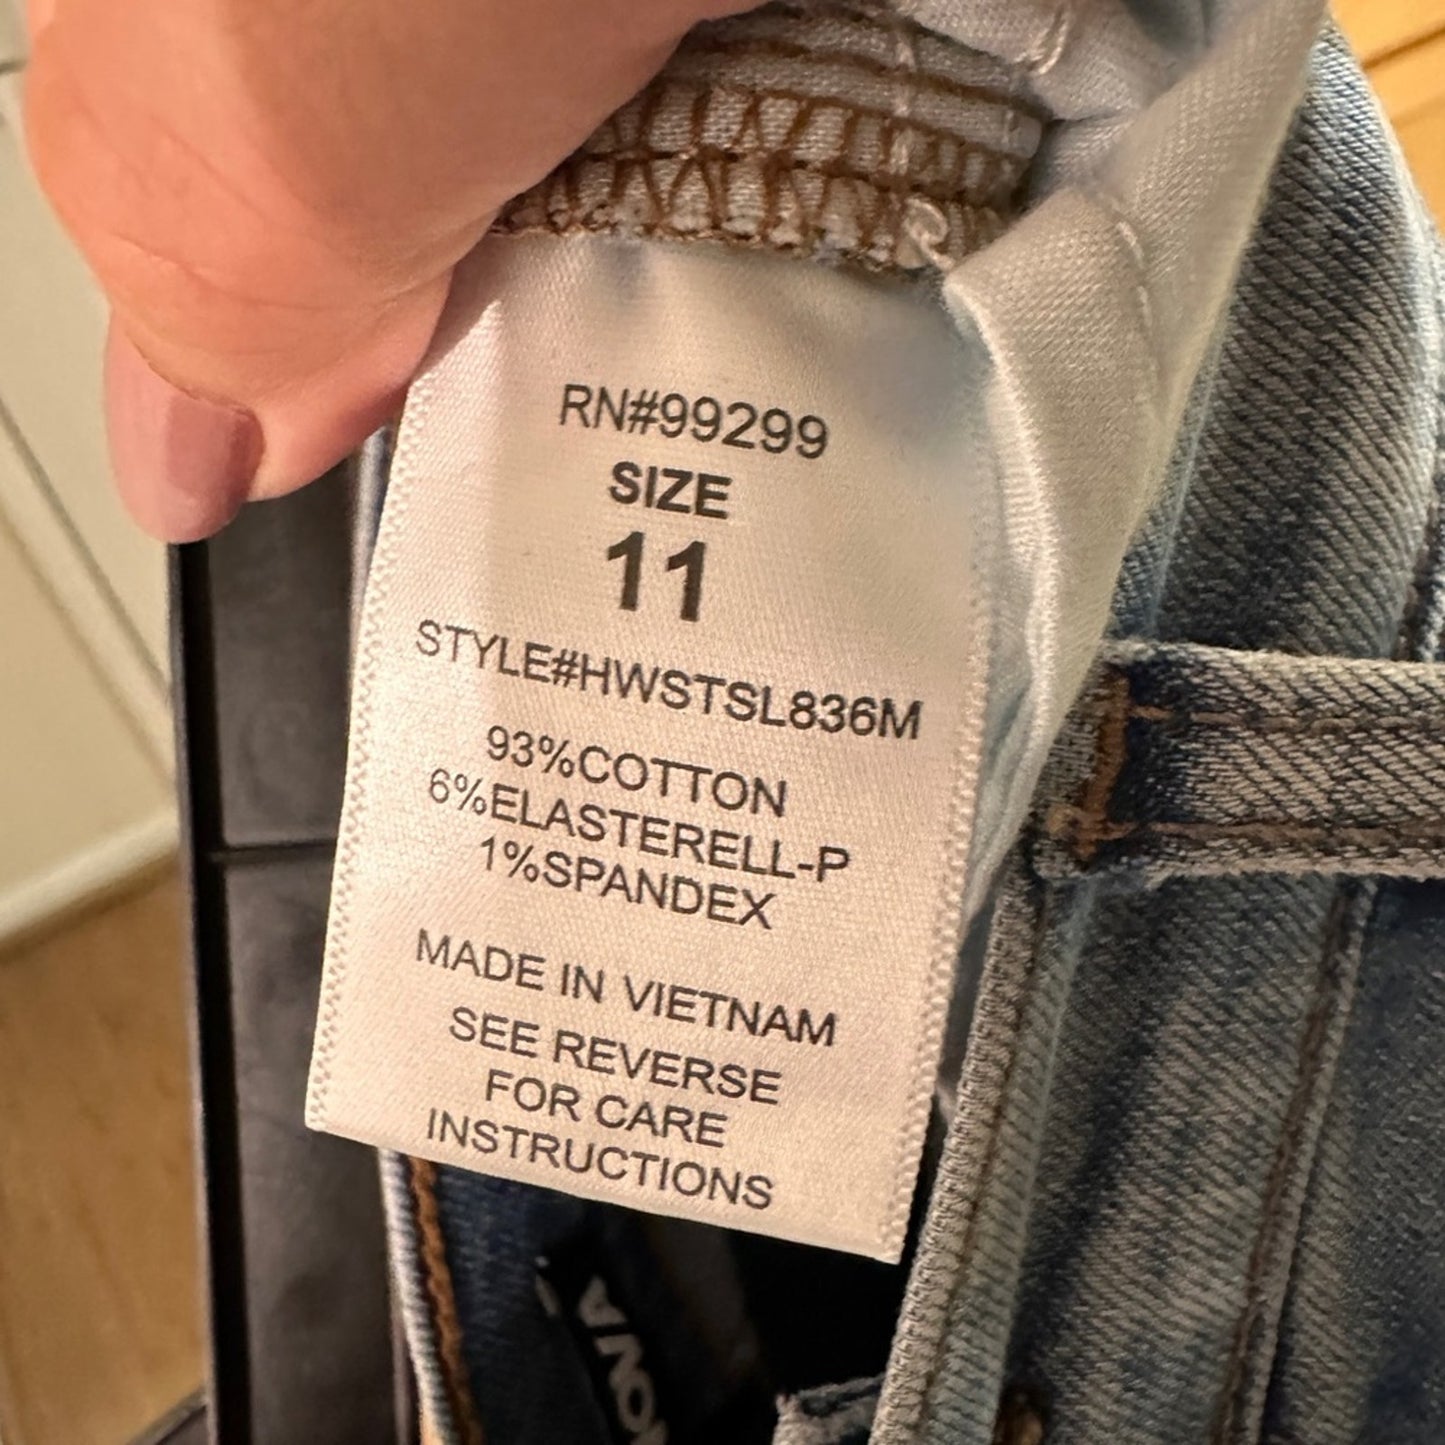 RN#99299
SIZE
11
STYLE#HWSTSL836M
93%COTTON
6%ELASTERELL-P
1%SPANDEX
MADE IN VIETNAM
SEE REVERSE
FOR CARE
INSTRUCTIONS